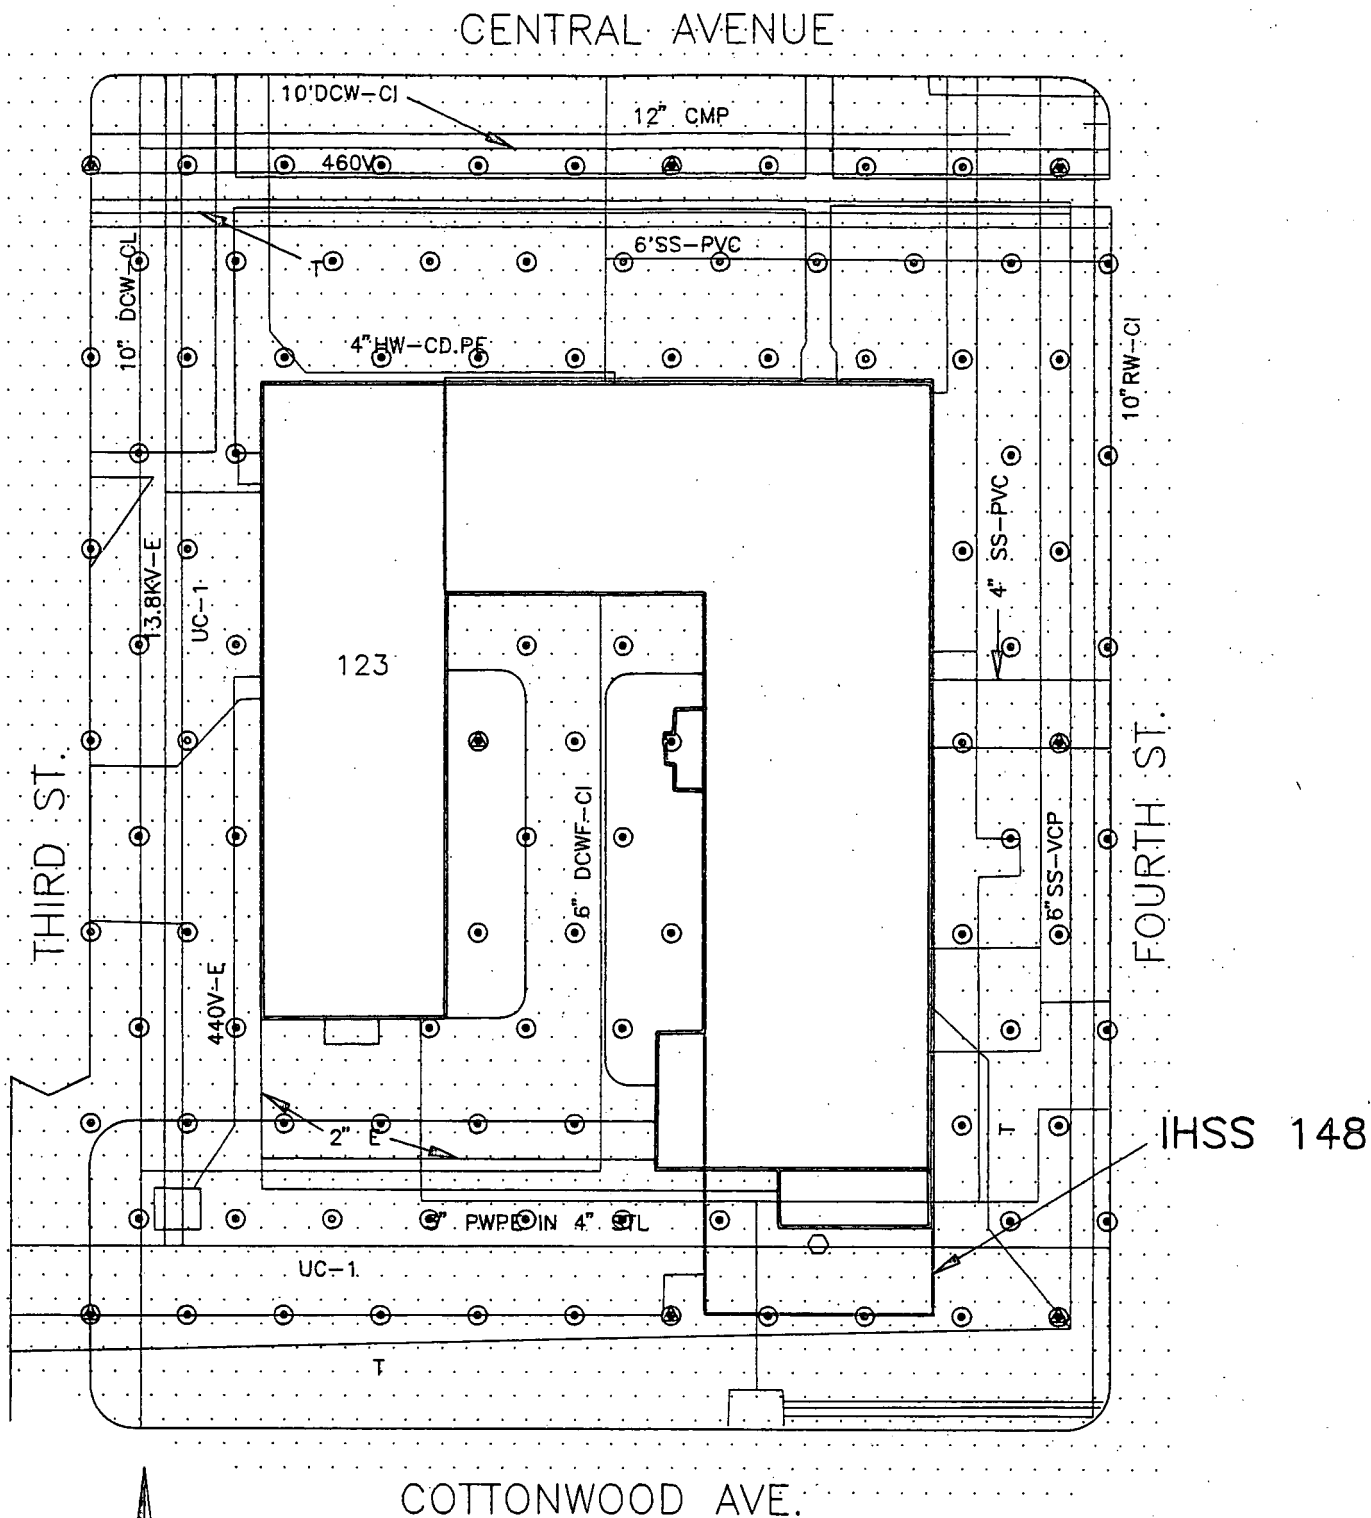 CENTRAL AVENUE
10'DCW-CI
12" CMP
460V
6'SS-PVC
T
10" DCW-CL
4"HW-CD.PE
10"RW-CI
4" SS-PVC
13.8KV-E
UC-1
123
THIRD ST.
FOURTH ST.
6" DCWF-CI
6"SS-VCP
440V-E
2" E
T
IHSS 148
PWPE IN 4" STL
UC-1
T
COTTONWOOD AVE.